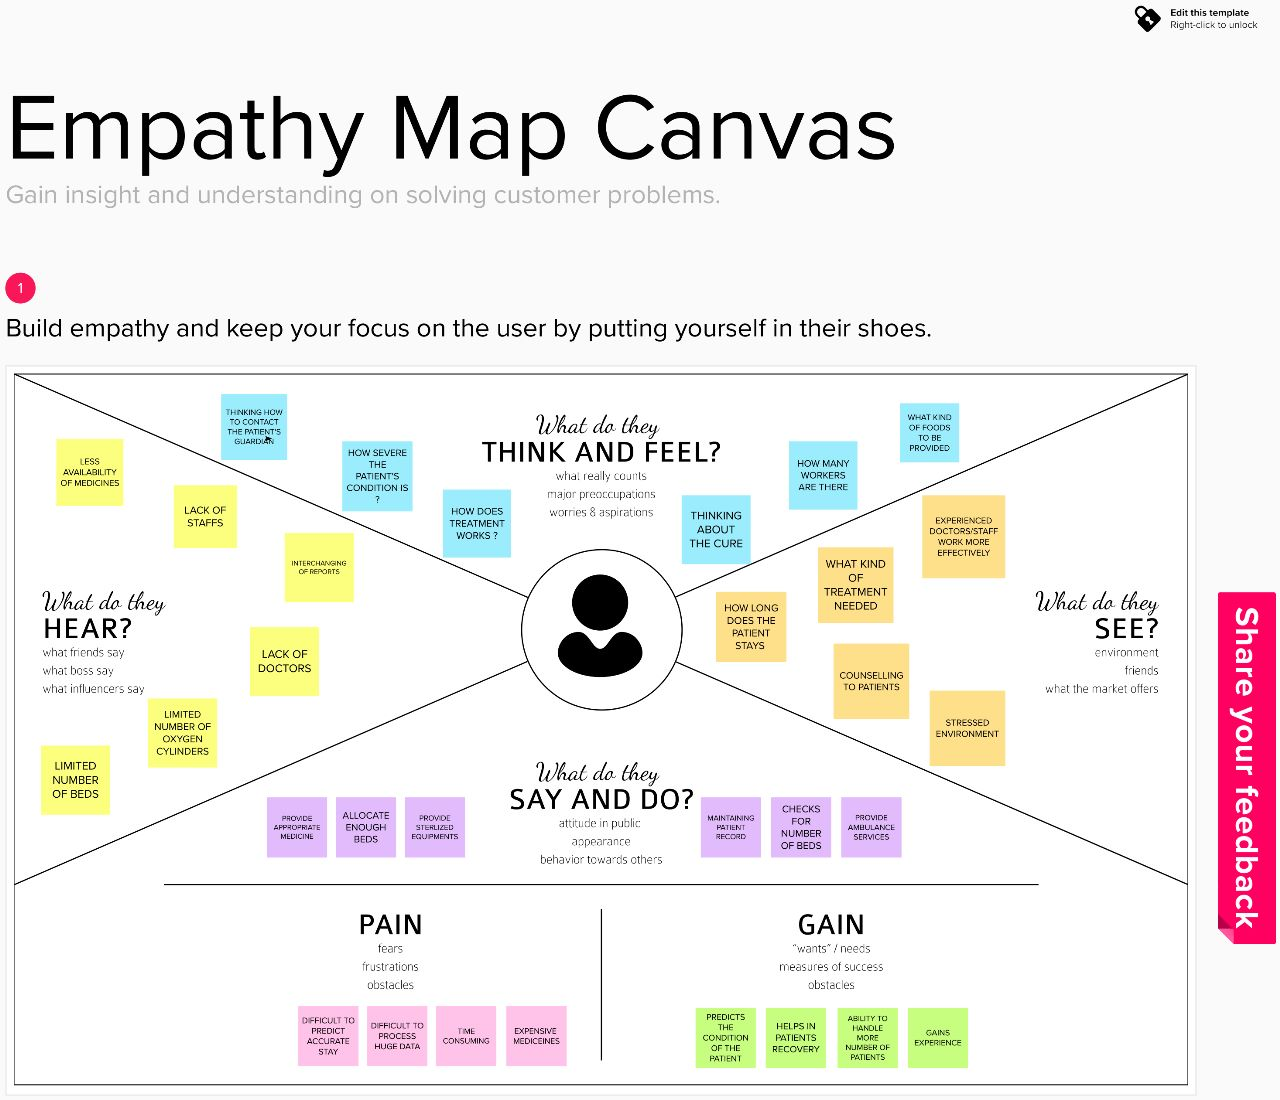 Edit this template
Right-click to unlock
Empathy Map Canvas
Gain insight and understanding on solving customer problems.
1
Build empathy and keep your focus on the user by putting yourself in their shoes.
What do they
THINK AND FEEL?
what really counts
major preoccupations
worries & aspirations
THINKING HOW
TO CONTACT
THE PATIENT'S
GUARDIAN
HOW SEVERE
THE
PATIENT'S
CONDITION IS
?
HOW DOES
TREATMENT
WORKS ?
THINKING
ABOUT
THE CURE
HOW MANY
WORKERS
ARE THERE
WHAT KIND
OF FOODS
TO BE
PROVIDED
What do they
HEAR?
what friends say
what boss say
what influencers say
LESS
AVAILABILITY
OF MEDICINES
LACK OF
STAFFS
INTERCHANGING
OF REPORTS
LACK OF
DOCTORS
LIMITED
NUMBER OF
OXYGEN
CYLINDERS
LIMITED
NUMBER
OF BEDS
What do they
SEE?
environment
friends
what the market offers
EXPERIENCED
DOCTORS/STAFF
WORK MORE
EFFECTIVELY
WHAT KIND
OF
TREATMENT
NEEDED
HOW LONG
DOES THE
PATIENT
STAYS
COUNSELLING
TO PATIENTS
STRESSED
ENVIRONMENT
What do they
SAY AND DO?
attitude in public
appearance
behavior towards others
PROVIDE
APPROPRIATE
MEDICINE
ALLOCATE
ENOUGH
BEDS
PROVIDE
STERLIZED
EQUIPMENTS
MAINTAINING
PATIENT
RECORD
CHECKS
FOR
NUMBER
OF BEDS
PROVIDE
AMBULANCE
SERVICES
PAIN
fears
frustrations
obstacles
DIFFICULT TO
PREDICT
ACCURATE
STAY
DIFFICULT TO
PROCESS
HUGE DATA
TIME
CONSUMING
EXPENSIVE
MEDICEINES
GAIN
"wants" / needs
measures of success
obstacles
PREDICTS
THE
CONDITION
OF THE
PATIENT
HELPS IN
PATIENTS
RECOVERY
ABILITY TO
HANDLE
MORE
NUMBER OF
PATIENTS
GAINS
EXPERIENCE
Share your feedback